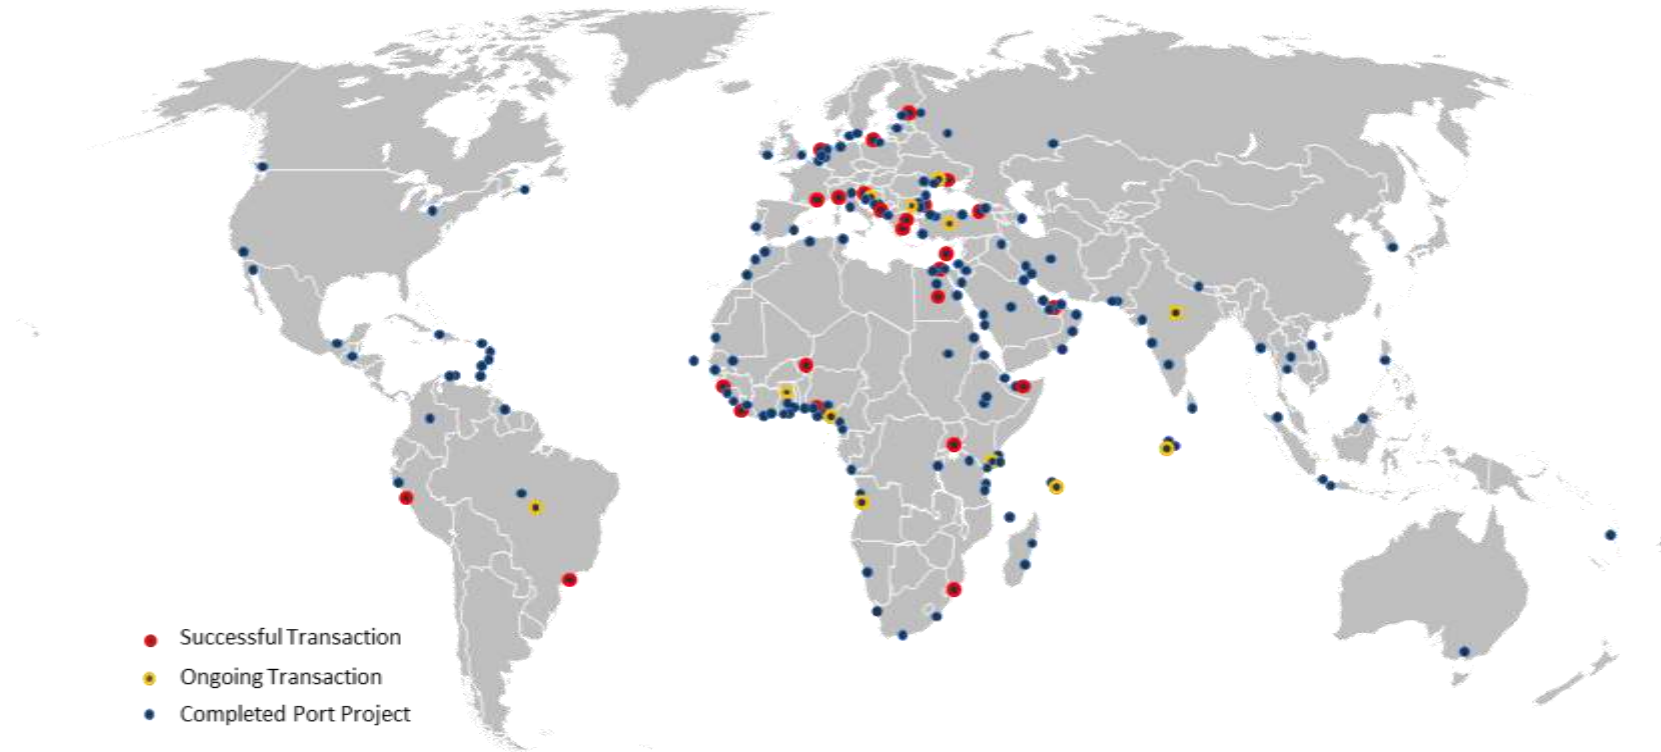 Successful Transaction
Ongoing Transaction
Completed Port Project